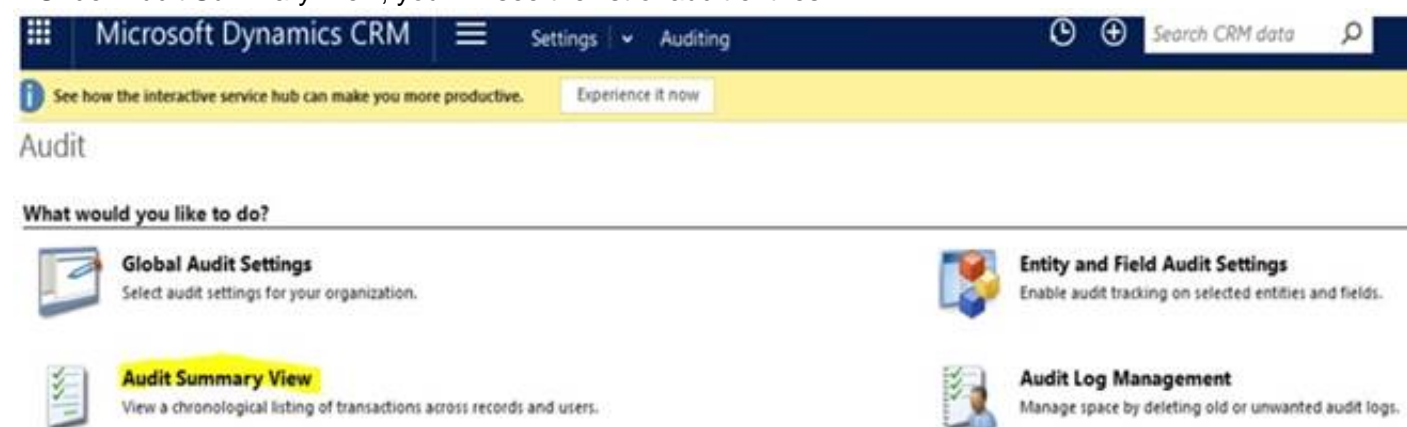 Microsoft Dynamics CRM Settings Auditing Search CRM data
See how the interactive service hub can make you more productive. Experience it now
Audit
What would you like to do?
Global Audit Settings
Select audit settings for your organization.
Entity and Field Audit Settings
Enable audit tracking on selected entities and fields.
Audit Summary View
View a chronological listing of transactions across records and users.
Audit Log Management
Manage space by deleting old or unwanted audit logs.